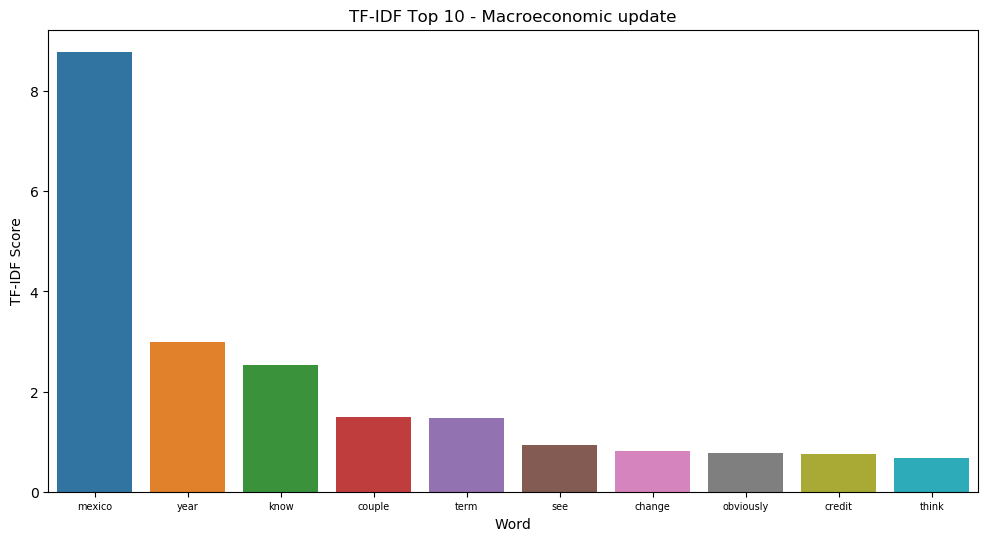 TF-IDF Top 10 - Macroeconomic update
TF-IDF Score
8
6
4
2
0
mexico year know couple term see change obviously credit think
Word